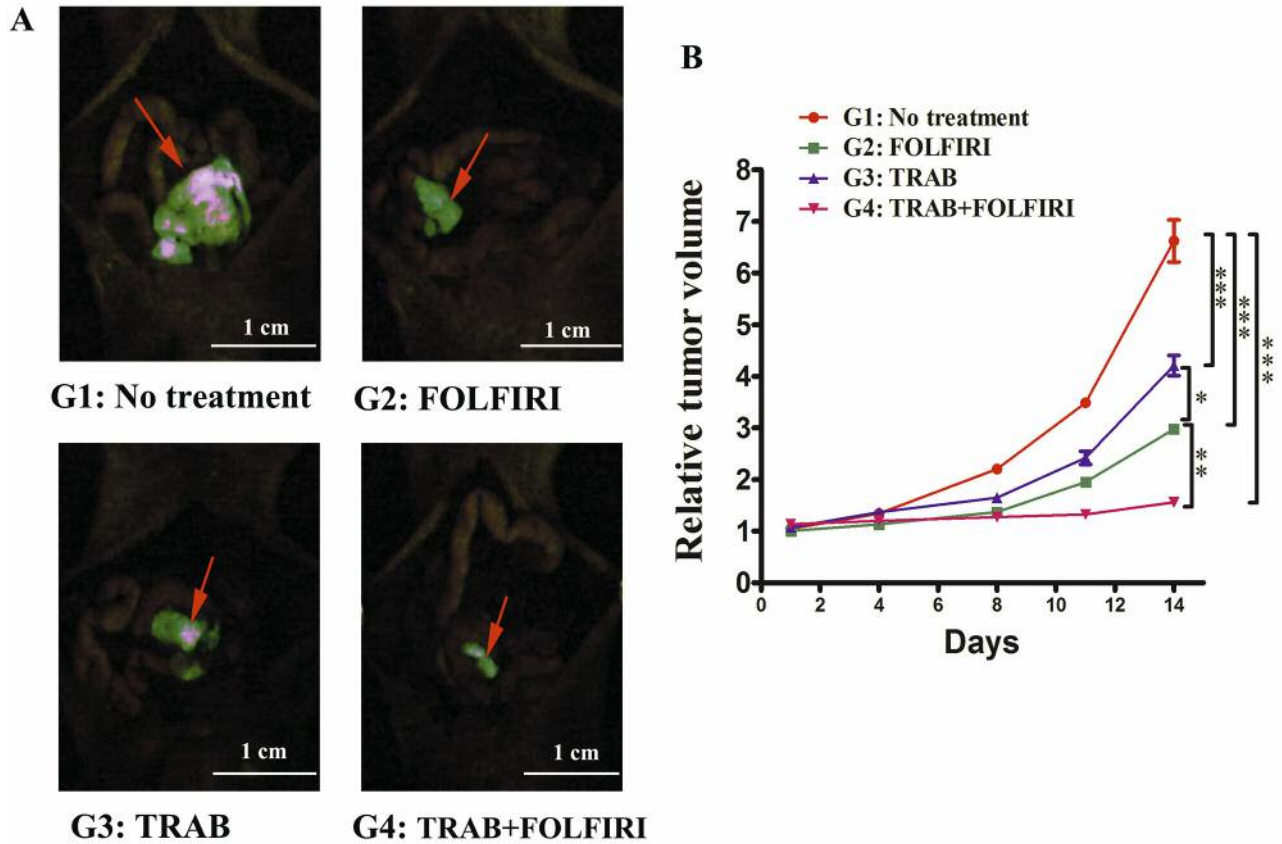 A
1 cm
1 cm
G1: No treatment
G2: FOLFIRI
1 cm
1 cm
G3: TRAB
G4: TRAB+FOLFIRI
B
G1: No treatment
G2: FOLFIRI
G3: TRAB
G4: TRAB+FOLFIRI
Relative tumor volume
8
7
6
5
4
3
2
1
0
0 2 4 6 8 10 12 14
Days
***
***
***
*
**